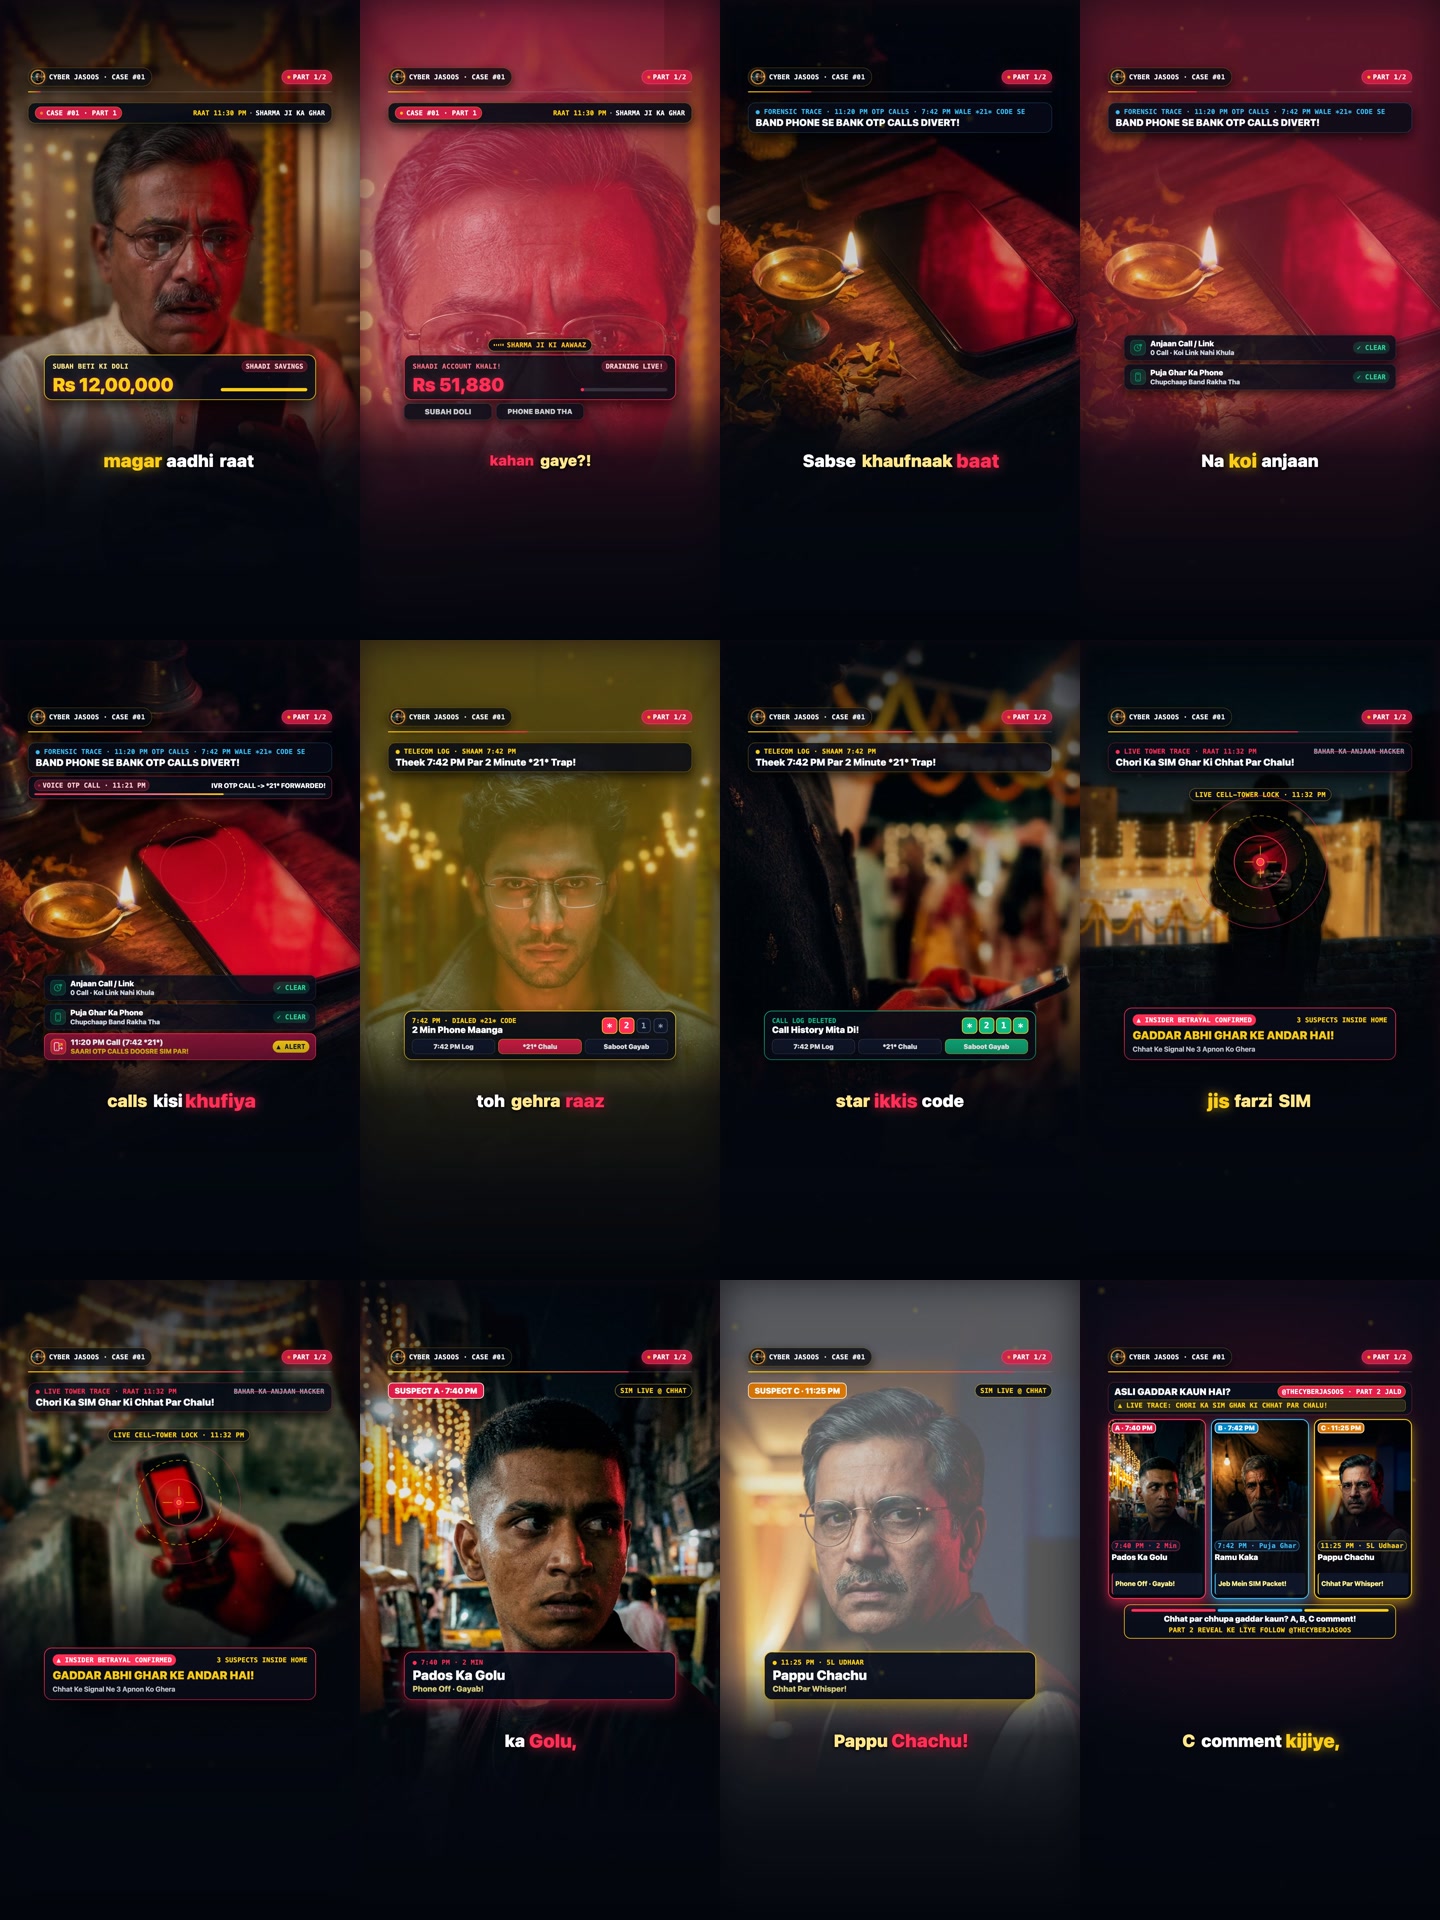 CYBER JASOOS · CASE #01
PART 1/2
CASE #01 · PART 1
RAAT 11:30 PM · SHARMA JI KA GHAR
SUBAH BETI KI DOLI
SHAADI SAVINGS
Rs 12,00,000
magar aadhi raat
CYBER JASOOS · CASE #01
PART 1/2
CASE #01 · PART 1
RAAT 11:30 PM · SHARMA JI KA GHAR
SHARMA JI KI AAWAAZ
SHAADI ACCOUNT KHALI!
DRAINING LIVE!
Rs 51,880
SUBAH DOLI
PHONE BAND THA
kahan gaye?!
CYBER JASOOS · CASE #01
PART 1/2
FORENSIC TRACE · 11:20 PM OTP CALLS · 7:42 PM WALE *21* CODE SE
BAND PHONE SE BANK OTP CALLS DIVERT!
Sabse khaufnaak baat
CYBER JASOOS · CASE #01
PART 1/2
FORENSIC TRACE · 11:20 PM OTP CALLS · 7:42 PM WALE *21* CODE SE
BAND PHONE SE BANK OTP CALLS DIVERT!
Anjaan Call / Link
0 Call · Koi Link Nahi Khula
✓ CLEAR
Puja Ghar Ka Phone
Chupchaap Band Rakha Tha
✓ CLEAR
Na koi anjaan
CYBER JASOOS · CASE #01
PART 1/2
FORENSIC TRACE · 11:20 PM OTP CALLS · 7:42 PM WALE *21* CODE SE
BAND PHONE SE BANK OTP CALLS DIVERT!
VOICE OTP CALL · 11:21 PM
IVR OTP CALL -> *21* FORWARDED!
Anjaan Call / Link
0 Call · Koi Link Nahi Khula
✓ CLEAR
Puja Ghar Ka Phone
Chupchaap Band Rakha Tha
✓ CLEAR
11:20 PM Call (7:42 *21*)
SAARI OTP CALLS DOOSRE SIM PAR!
▲ ALERT
calls kisi khufiya
CYBER JASOOS · CASE #01
PART 1/2
TELECOM LOG · SHAAM 7:42 PM
Theek 7:42 PM Par 2 Minute *21* Trap!
7:42 PM · DIALED *21* CODE
2 Min Phone Maanga
* 2 1 *
7:42 PM Log
*21* Chalu
Saboot Gayab
toh gehra raaz
CYBER JASOOS · CASE #01
PART 1/2
TELECOM LOG · SHAAM 7:42 PM
Theek 7:42 PM Par 2 Minute *21* Trap!
CALL LOG DELETED
Call History Mita Di!
* 2 1 *
7:42 PM Log
*21* Chalu
Saboot Gayab
star ikkis code
CYBER JASOOS · CASE #01
PART 1/2
LIVE TOWER TRACE · RAAT 11:32 PM
BAHAR KA ANJAAN HACKER
Chori Ka SIM Ghar Ki Chhat Par Chalu!
LIVE CELL-TOWER LOCK · 11:32 PM
▲ INSIDER BETRAYAL CONFIRMED
3 SUSPECTS INSIDE HOME
GADDAR ABHI GHAR KE ANDAR HAI!
Chhat Ke Signal Ne 3 Apnon Ko Ghera
jis farzi SIM
CYBER JASOOS · CASE #01
PART 1/2
LIVE TOWER TRACE · RAAT 11:32 PM
BAHAR KA ANJAAN HACKER
Chori Ka SIM Ghar Ki Chhat Par Chalu!
LIVE CELL-TOWER LOCK · 11:32 PM
▲ INSIDER BETRAYAL CONFIRMED
3 SUSPECTS INSIDE HOME
GADDAR ABHI GHAR KE ANDAR HAI!
Chhat Ke Signal Ne 3 Apnon Ko Ghera
CYBER JASOOS · CASE #01
PART 1/2
SUSPECT A · 7:40 PM
SIM LIVE @ CHHAT
7:40 PM · 2 MIN
Pados Ka Golu
Phone Off · Gayab!
ka Golu,
CYBER JASOOS · CASE #01
PART 1/2
SUSPECT C · 11:25 PM
SIM LIVE @ CHHAT
11:25 PM · 5L UDHAAR
Pappu Chachu
Chhat Par Whisper!
Pappu Chachu!
CYBER JASOOS · CASE #01
PART 1/2
ASLI GADDAR KAUN HAI?
@THECYBERJASOOS · PART 2 JALD
▲ LIVE TRACE: CHORI KA SIM GHAR KI CHHAT PAR CHALU!
A · 7:40 PM
B · 7:42 PM
C · 11:25 PM
7:40 PM · 2 Min
7:42 PM · Puja Ghar
11:25 PM · 5L Udhaar
Pados Ka Golu
Ramu Kaka
Pappu Chachu
Phone Off · Gayab!
Jeb Mein SIM Packet!
Chhat Par Whisper!
Chhat par chhupa gaddar kaun? A, B, C comment!
PART 2 REVEAL KE LIYE FOLLOW @THECYBERJASOOS
C comment kijiye,